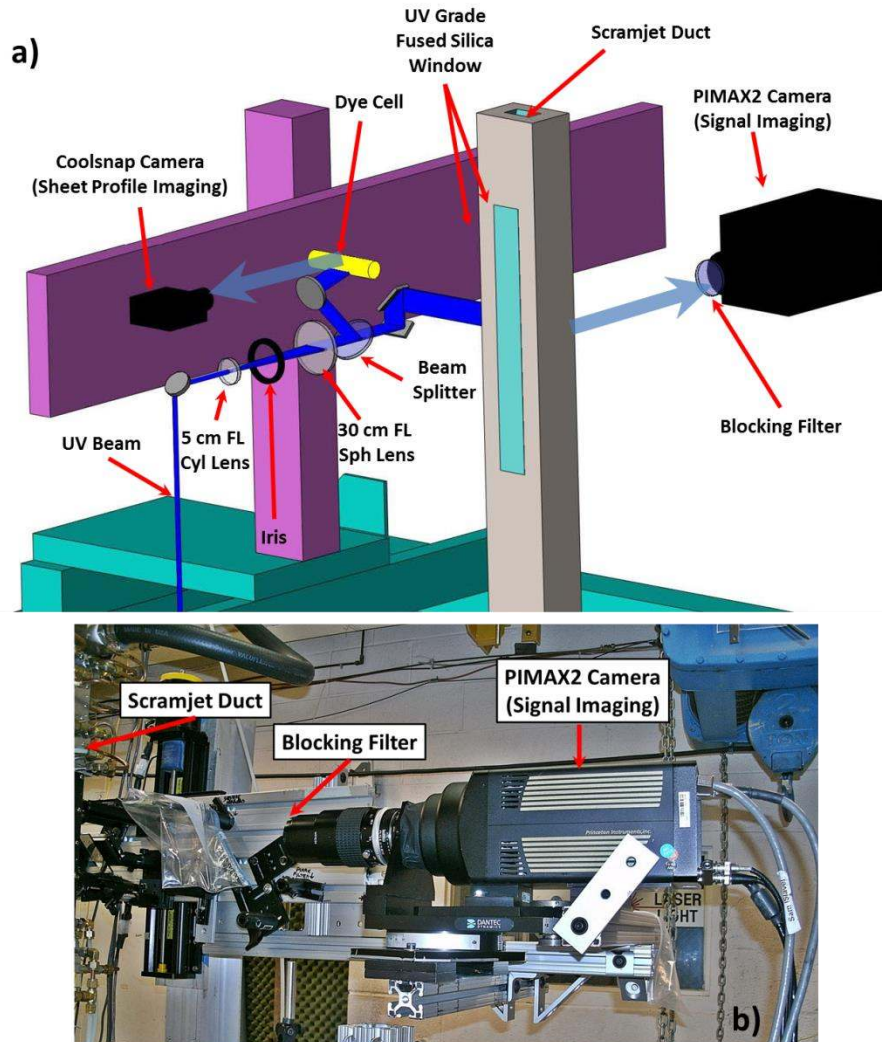 a)
UV Grade
Fused Silica
Window
Scramjet Duct
Dye Cell
PIMAX2 Camera
(Signal Imaging)
Coolsnap Camera
(Sheet Profile Imaging)
Beam
Splitter
Blocking Filter
UV Beam
5 cm FL
Cyl Lens
30 cm FL
Sph Lens
Iris
Scramjet Duct
Blocking Filter
PIMAX2 Camera
(Signal Imaging)
Princeton Instruments, inc.
DANTEC
DYNAMICS
LASER
LIGHT
b)